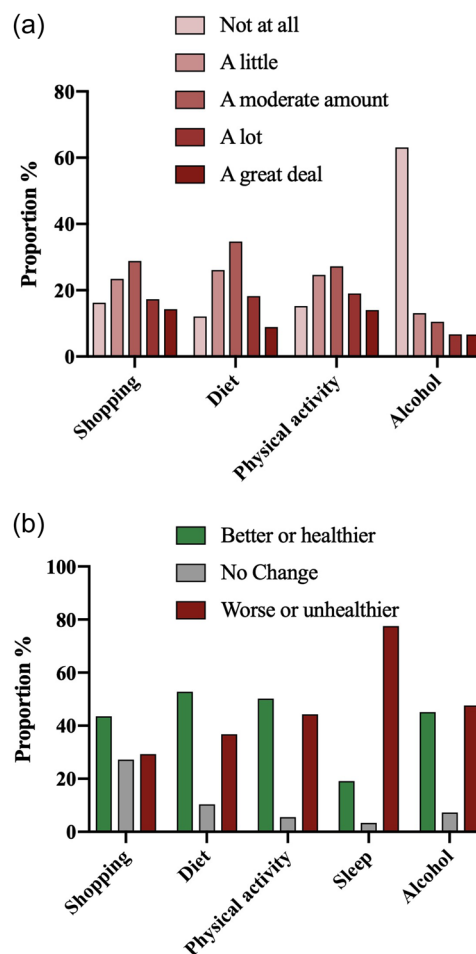 (a)
Not at all
A little
A moderate amount
A lot
A great deal
Proportion %
80
60
40
20
0
Shopping
Diet
Physical activity
Alcohol
(b)
Better or healthier
No Change
Worse or unhealthier
Proportion %
100
80
60
40
20
0
Shopping
Diet
Physical activity
Sleep
Alcohol